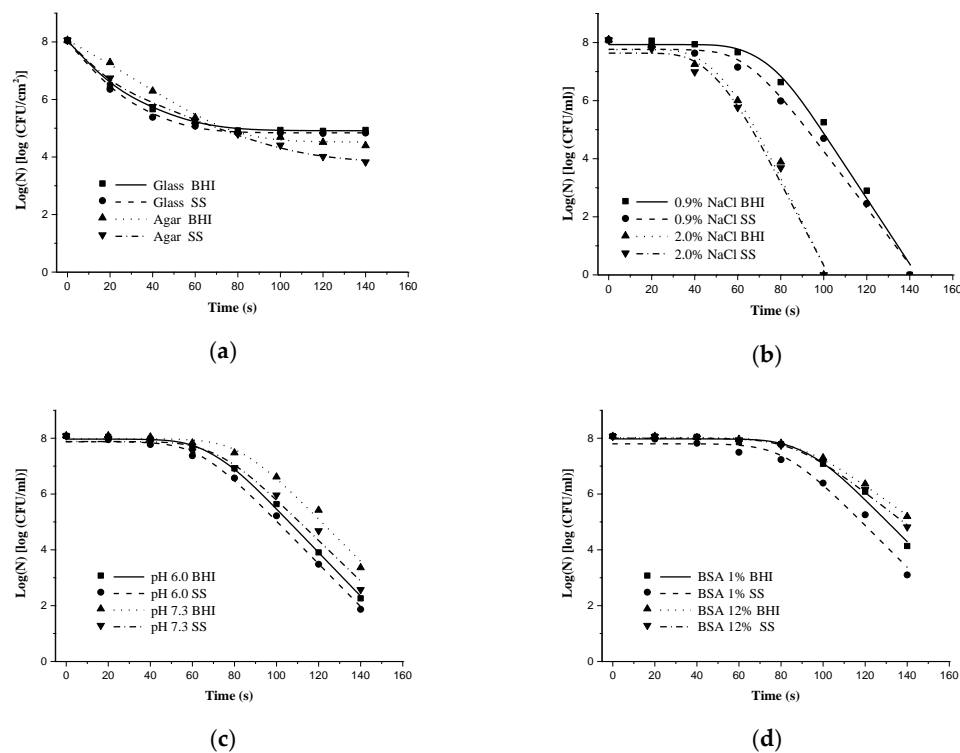 (a)
Log(N) [log (CFU/cm²)]
8
6
4
2
0
Glass BHI
Glass SS
Agar BHI
Agar SS
0 20 40 60 80 100 120 140 160
Time (s)
(b)
Log(N) [log (CFU/ml)]
8
6
4
2
0
0.9% NaCl BHI
0.9% NaCl SS
2.0% NaCl BHI
2.0% NaCl SS
0 20 40 60 80 100 120 140 160
Time (s)
(c)
Log(N) [log (CFU/ml)]
8
6
4
2
0
pH 6.0 BHI
pH 6.0 SS
pH 7.3 BHI
pH 7.3 SS
0 20 40 60 80 100 120 140 160
Time (s)
(d)
Log(N) [log (CFU/ml)]
8
6
4
2
0
BSA 1% BHI
BSA 1% SS
BSA 12% BHI
BSA 12% SS
0 20 40 60 80 100 120 140 160
Time (s)